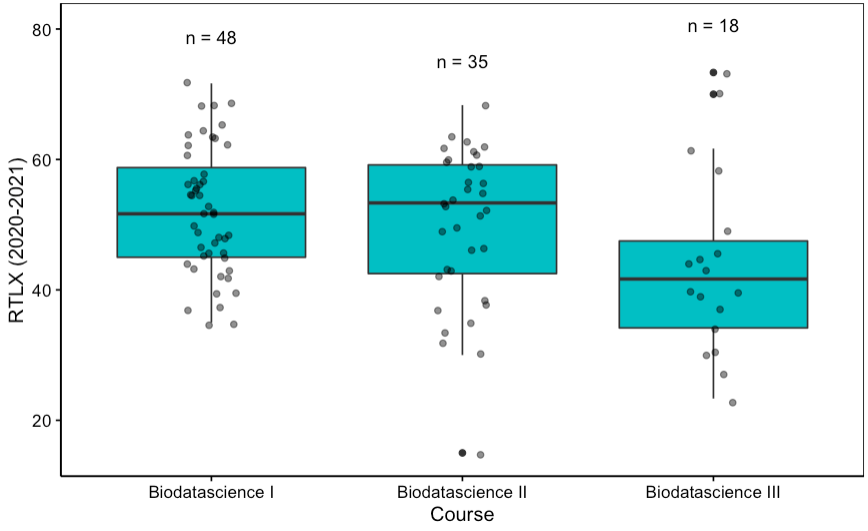 n = 48
n = 35
n = 18
80
60
40
20
RTLX (2020-2021)
Biodatascience I
Biodatascience II
Biodatascience III
Course